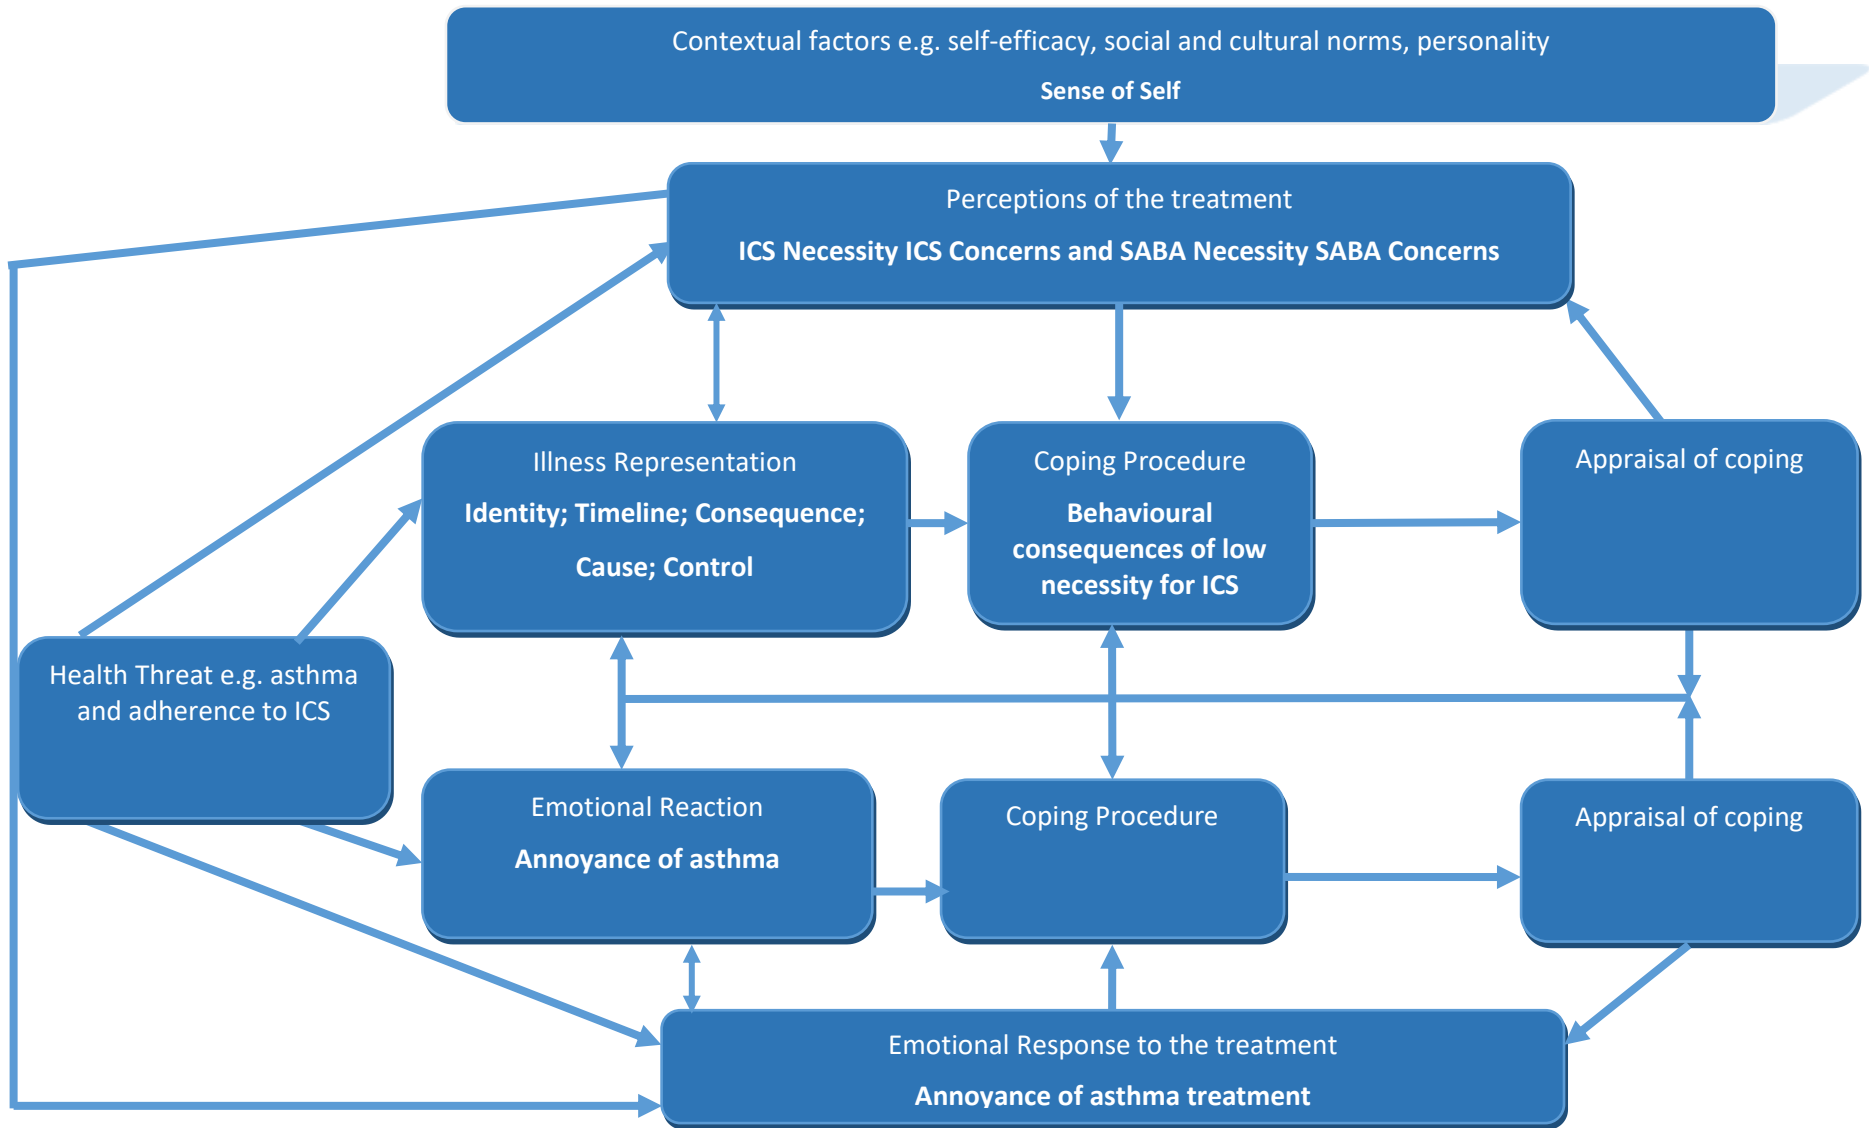 Contextual factors e.g. self-efficacy, social and cultural norms, personality
Sense of Self
Perceptions of the treatment
ICS Necessity ICS Concerns and SABA Necessity SABA Concerns
Illness Representation
Identity; Timeline; Consequence;
Cause; Control
Coping Procedure
Behavioural
consequences of low
necessity for ICS
Appraisal of coping
Health Threat e.g. asthma
and adherence to ICS
Emotional Reaction
Annoyance of asthma
Coping Procedure
Appraisal of coping
Emotional Response to the treatment
Annoyance of asthma treatment